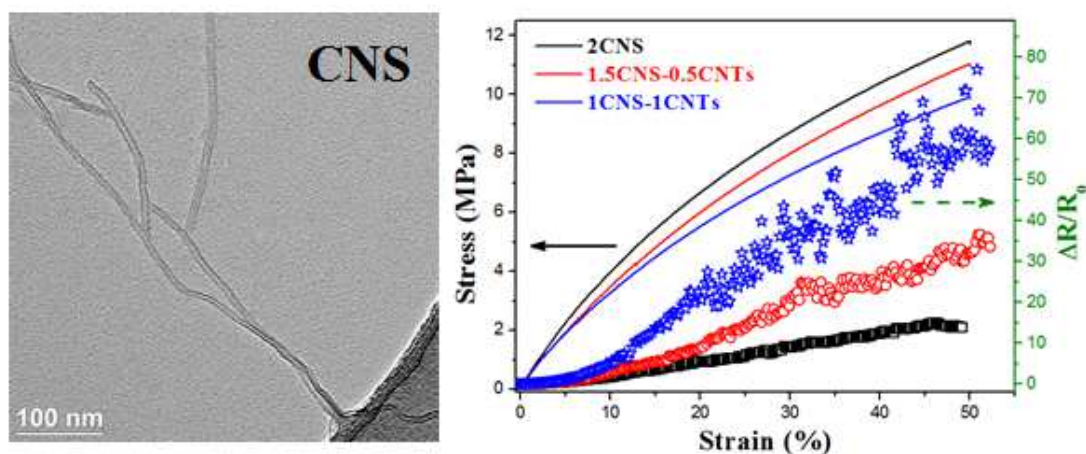 CNS
100 nm
2CNS
1.5CNS-0.5CNTs
1CNS-1CNTs
12
10
8
6
4
2
0
Stress (MPa)
0 10 20 30 40 50
Strain (%)
80
70
60
50
40
30
20
10
0
ΔR/R₀